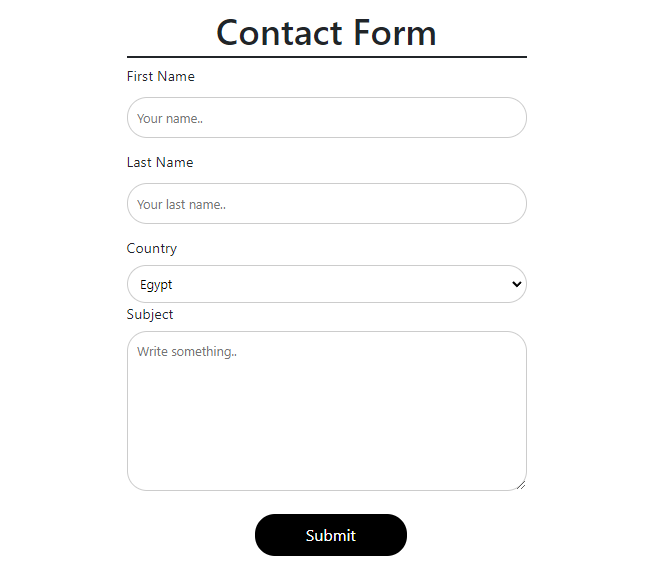 Contact Form
First Name
Your name..
Last Name
Your last name..
Country
Egypt
Subject
Write something..
Submit